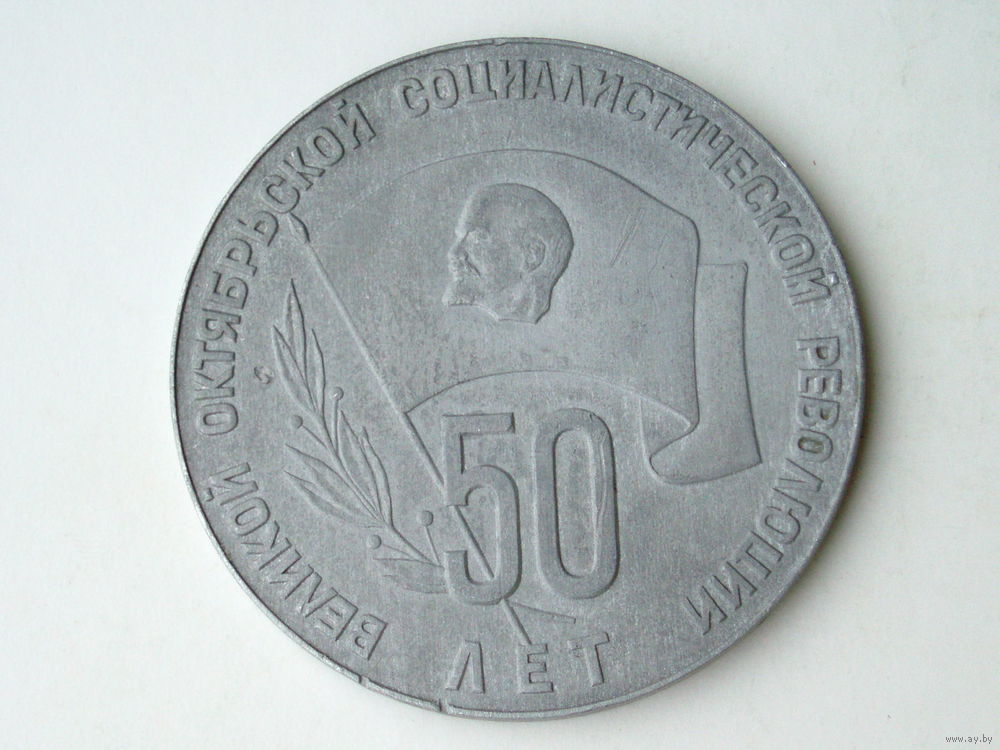 ВЕЛИКОЙ ОКТЯБРЬСКОЙ СОЦИАЛИСТИЧЕСКОЙ РЕВОЛЮЦИИ
50
ЛЕТ
www.ay.by